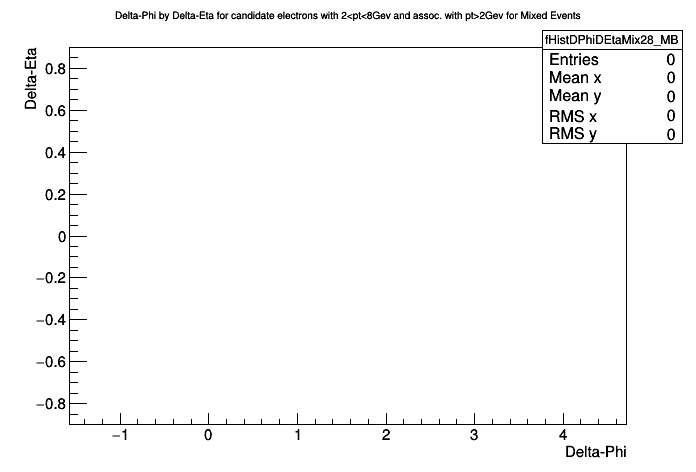 Delta-Phi by Delta-Eta for candidate electrons with 2<pt<8Gev and assoc. with pt>2Gev for Mixed Events
fHistDPhiDEtaMix28_MB
Entries 0
Mean x 0
Mean y 0
RMS x 0
RMS y 0
Delta-Eta
0.8
0.6
0.4
0.2
0
−0.2
−0.4
−0.6
−0.8
−1 0 1 2 3 4
Delta-Phi